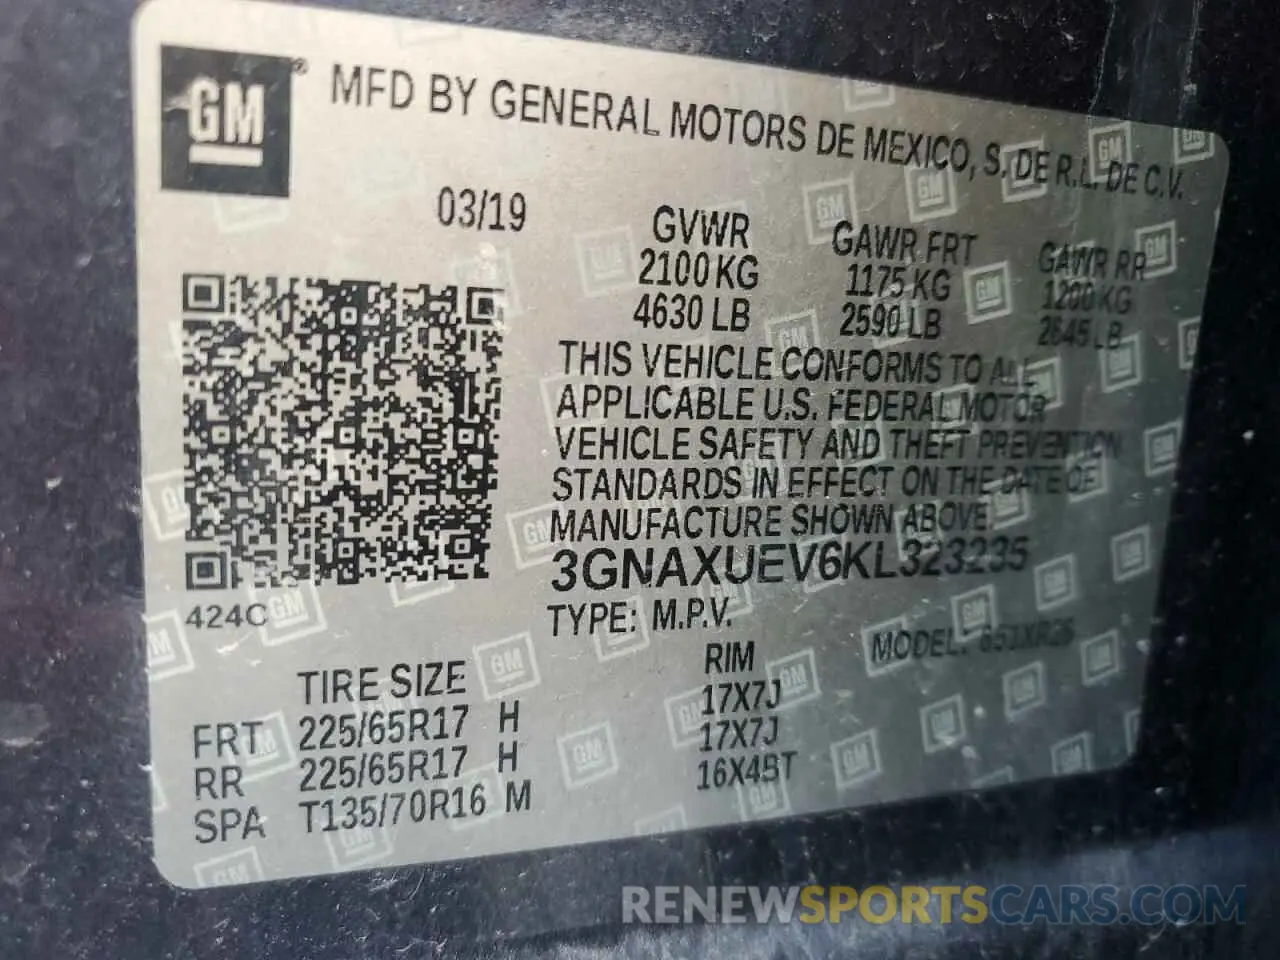 GM ® MFD BY GENERAL MOTORS DE MEXICO, S. DE R.L. DE C.V.
03/19
GVWR GAWR FRT GAWR RR
2100 KG 1175 KG 1200 KG
4630 LB 2590 LB 2645 LB
THIS VEHICLE CONFORMS TO ALL
APPLICABLE U.S. FEDERAL MOTOR
VEHICLE SAFETY AND THEFT PREVENTION
STANDARDS IN EFFECT ON THE DATE OF
MANUFACTURE SHOWN ABOVE.
3GNAXUEV6KL323235
424C
TYPE: M.P.V. MODEL:
TIRE SIZE RIM
FRT 225/65R17 H 17X7J
RR 225/65R17 H 17X7J
SPA T135/70R16 M 16X4BT
RENEWSPORTSCARS.COM